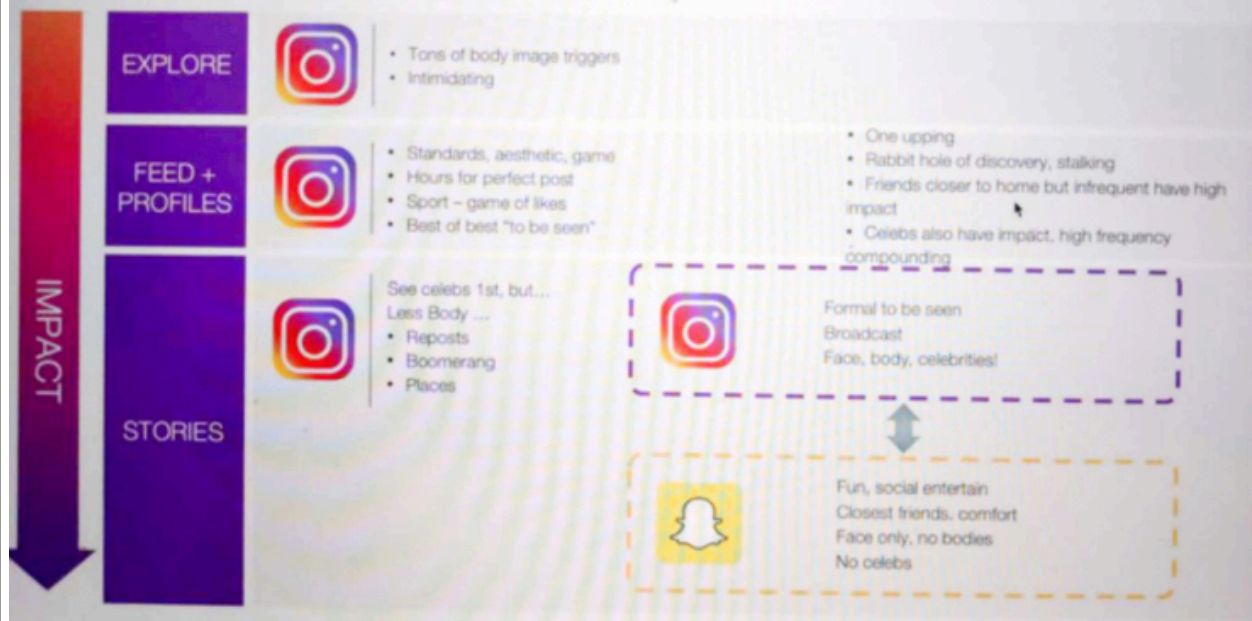 EXPLORE
• Tons of body image triggers
• Intimidating
FEED +
PROFILES
• Standards, aesthetic, game
• Hours for perfect post
• Sport – game of likes
• Best of best "to be seen"
• One upping
• Rabbit hole of discovery, stalking
• Friends closer to home but infrequent have high
impact
• Celebs also have impact, high frequency
compounding
IMPACT
STORIES
See celebs 1st, but...
Less Body ...
• Reposts
• Boomerang
• Places
Formal to be seen
Broadcast
Face, body, celebrities!
Fun, social entertain
Closest friends, comfort
Face only, no bodies
No celebs